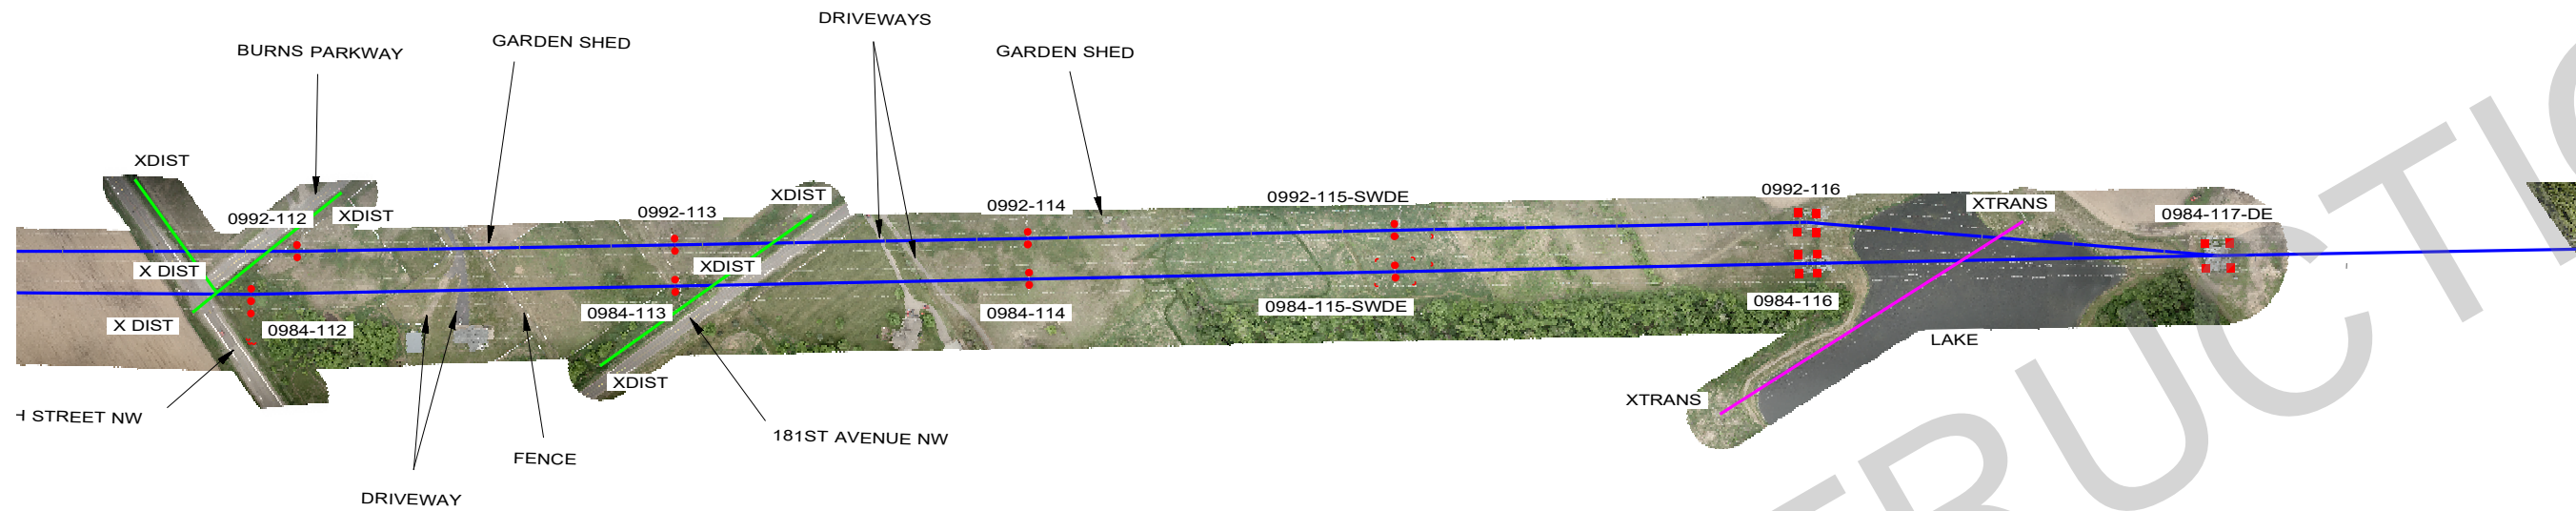 DRIVEWAYS
BURNS PARKWAY
GARDEN SHED
GARDEN SHED
XDIST
XDIST
0992-112
XDIST
0992-113
0992-114
0992-115-SWDE
0992-116
XTRANS
0984-117-DE
X DIST
XDIST
X DIST
0984-112
0984-113
0984-114
0984-115-SWDE
0984-116
LAKE
XDIST
XTRANS
H STREET NW
181ST AVENUE NW
FENCE
DRIVEWAY
RUCTIO